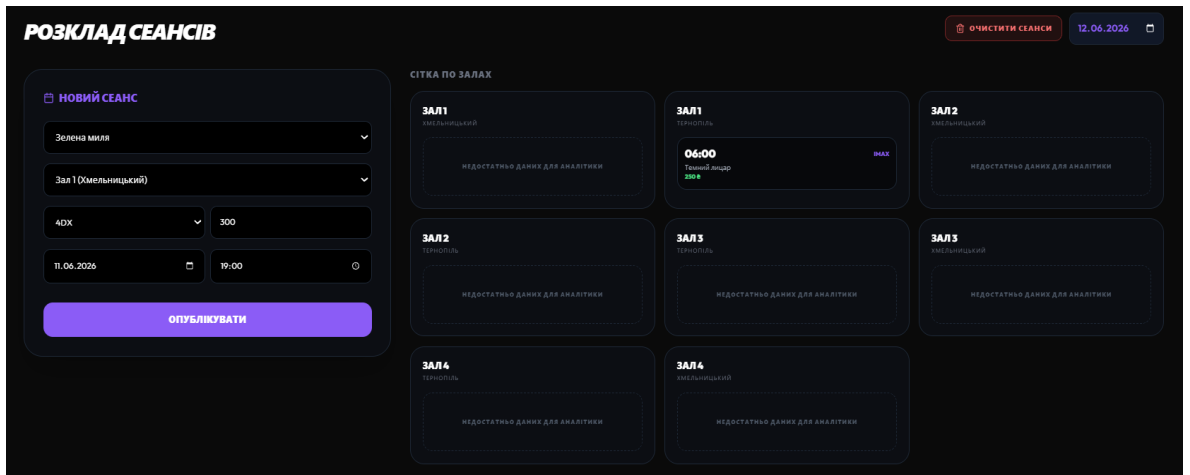 РОЗКЛАД СЕАНСІВ
ОЧИСТИТИ СЕАНСИ
12.06.2026
НОВИЙ СЕАНС
Зелена миля
Зал 1 (Хмельницький)
4DX
300
11.06.2026
19:00
ОПУБЛІКУВАТИ
СІТКА ПО ЗАЛАХ
ЗАЛ 1
ХМЕЛЬНИЦЬКИЙ
НЕДОСТАТНЬО ДАНИХ ДЛЯ АНАЛІТИКИ
ЗАЛ 1
ТЕРНОПІЛЬ
06:00
IMAX
Темний лицар
250 ₴
ЗАЛ 2
ХМЕЛЬНИЦЬКИЙ
НЕДОСТАТНЬО ДАНИХ ДЛЯ АНАЛІТИКИ
ЗАЛ 2
ТЕРНОПІЛЬ
НЕДОСТАТНЬО ДАНИХ ДЛЯ АНАЛІТИКИ
ЗАЛ 3
ТЕРНОПІЛЬ
НЕДОСТАТНЬО ДАНИХ ДЛЯ АНАЛІТИКИ
ЗАЛ 3
ХМЕЛЬНИЦЬКИЙ
НЕДОСТАТНЬО ДАНИХ ДЛЯ АНАЛІТИКИ
ЗАЛ 4
ТЕРНОПІЛЬ
НЕДОСТАТНЬО ДАНИХ ДЛЯ АНАЛІТИКИ
ЗАЛ 4
ХМЕЛЬНИЦЬКИЙ
НЕДОСТАТНЬО ДАНИХ ДЛЯ АНАЛІТИКИ